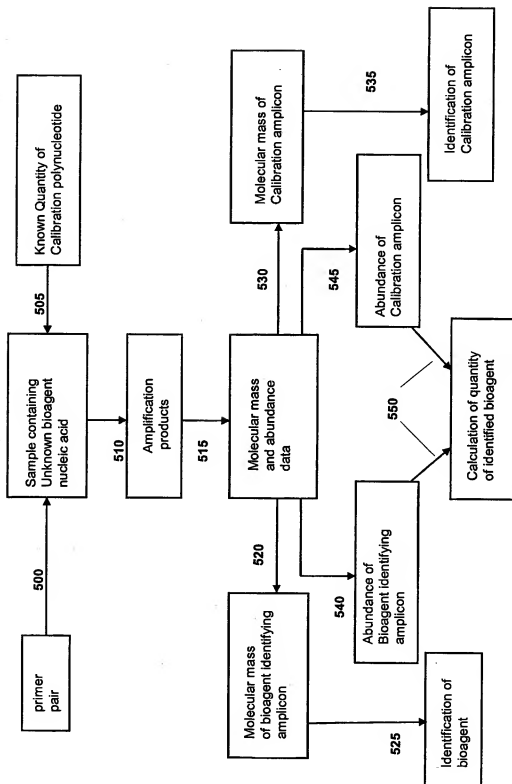 primer
pair
500
Sample containing
Unknown bioagent
nucleic acid
505
Known Quantity of
Calibration polynucleotide
510
Amplification
products
515
Molecular mass
and abundance
data
520
Molecular mass
of bioagent identifying
amplicon
525
Identification of
bioagent
530
Molecular mass of
Calibration amplicon
535
Identification of
Calibration amplicon
540
Abundance of
Bioagent identifying
amplicon
545
Abundance of
Calibration amplicon
550
Calculation of quantity
of identified bioagent